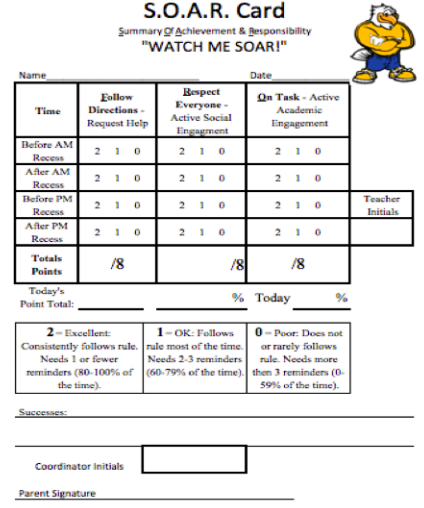 S.O.A.R. Card
Summary Of Achievement & Responsibility
"WATCH ME SOAR!"
Name Date
Time
Follow
Directions -
Request Help
Respect
Everyone -
Active Social
Engagment
On Task - Active
Academic
Engagement
Before AM
Recess
2 1 0 2 1 0 2 1 0
After AM
Recess
2 1 0 2 1 0 2 1 0
Before PM
Recess
2 1 0 2 1 0 2 1 0
Teacher
Initials
After PM
Recess
2 1 0 2 1 0 2 1 0
Totals
Points
/8 /8 /8
Today's
Point Total: % Today %
2 – Excellent:
Consistently follows rule.
Needs 1 or fewer
reminders (80-100% of
the time).
1 – OK: Follows
rule most of the time.
Needs 2-3 reminders
(60-79% of the time).
0 – Poor: Does not
or rarely follows
rule. Needs more
then 3 reminders (0-
59% of the time).
Successes:
Coordinator Initials
Parent Signature